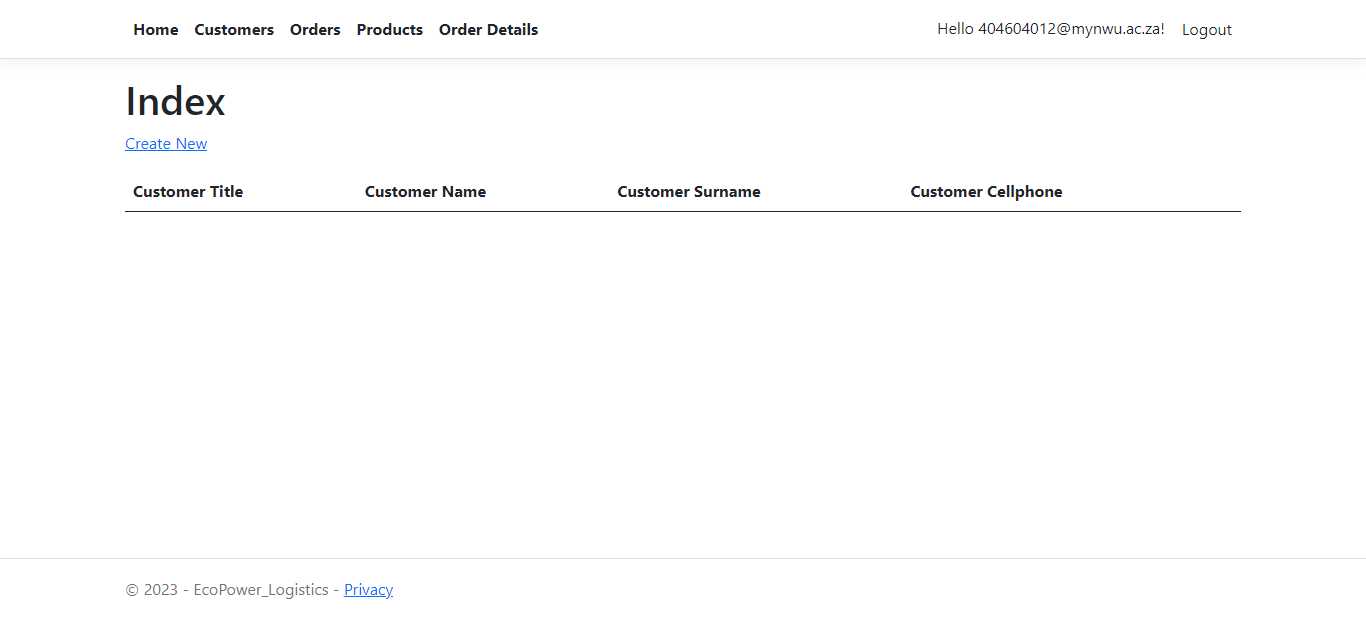 Home Customers Orders Products Order Details Hello 404604012@mynwu.ac.za! Logout
Index
Create New
Customer Title Customer Name Customer Surname Customer Cellphone
© 2023 - EcoPower_Logistics - Privacy